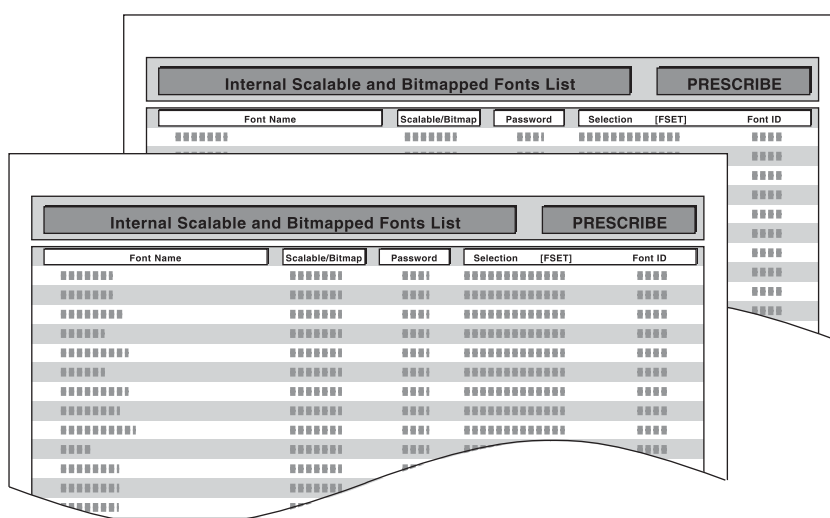 Internal Scalable and Bitmapped Fonts List PRESCRIBE
Font Name Scalable/Bitmap Password Selection [FSET] Font ID
Internal Scalable and Bitmapped Fonts List PRESCRIBE
Font Name Scalable/Bitmap Password Selection [FSET] Font ID